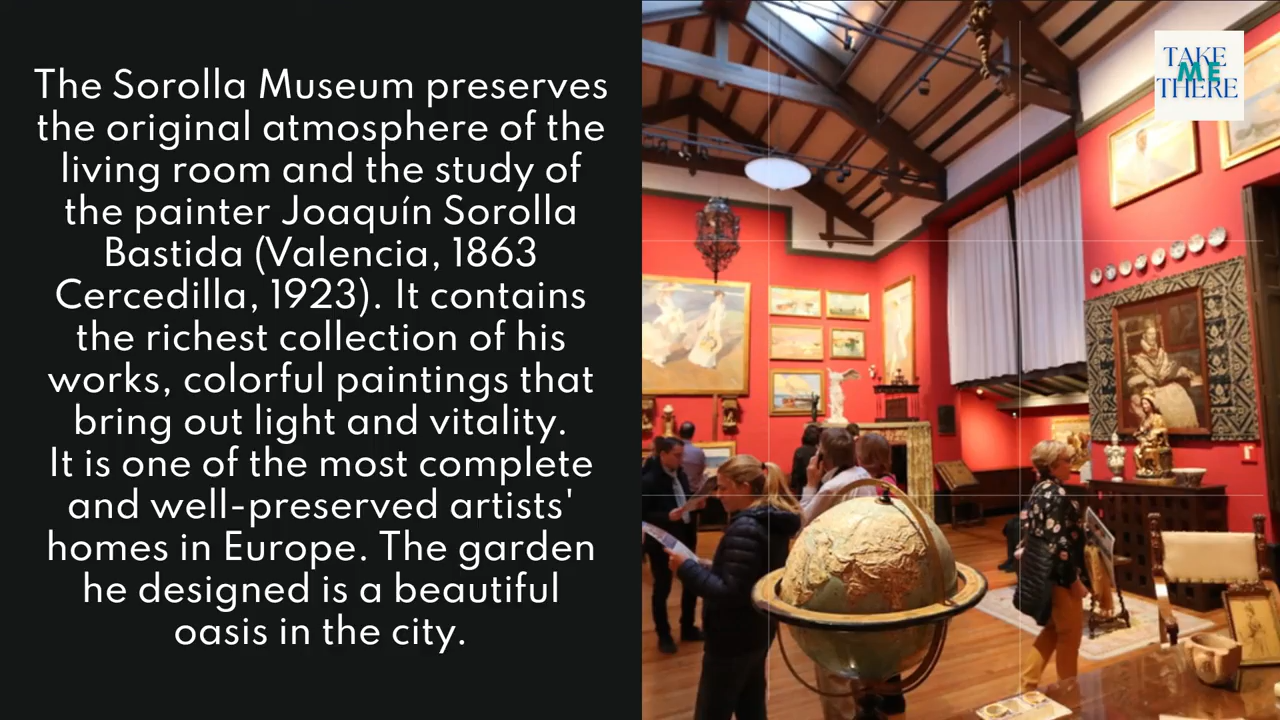 The Sorolla Museum preserves
the original atmosphere of the
living room and the study of
the painter Joaquín Sorolla
Bastida (Valencia, 1863
Cercedilla, 1923). It contains
the richest collection of his
works, colorful paintings that
bring out light and vitality.
It is one of the most complete
and well-preserved artists'
homes in Europe. The garden
he designed is a beautiful
oasis in the city.
TAKE
ME
THERE